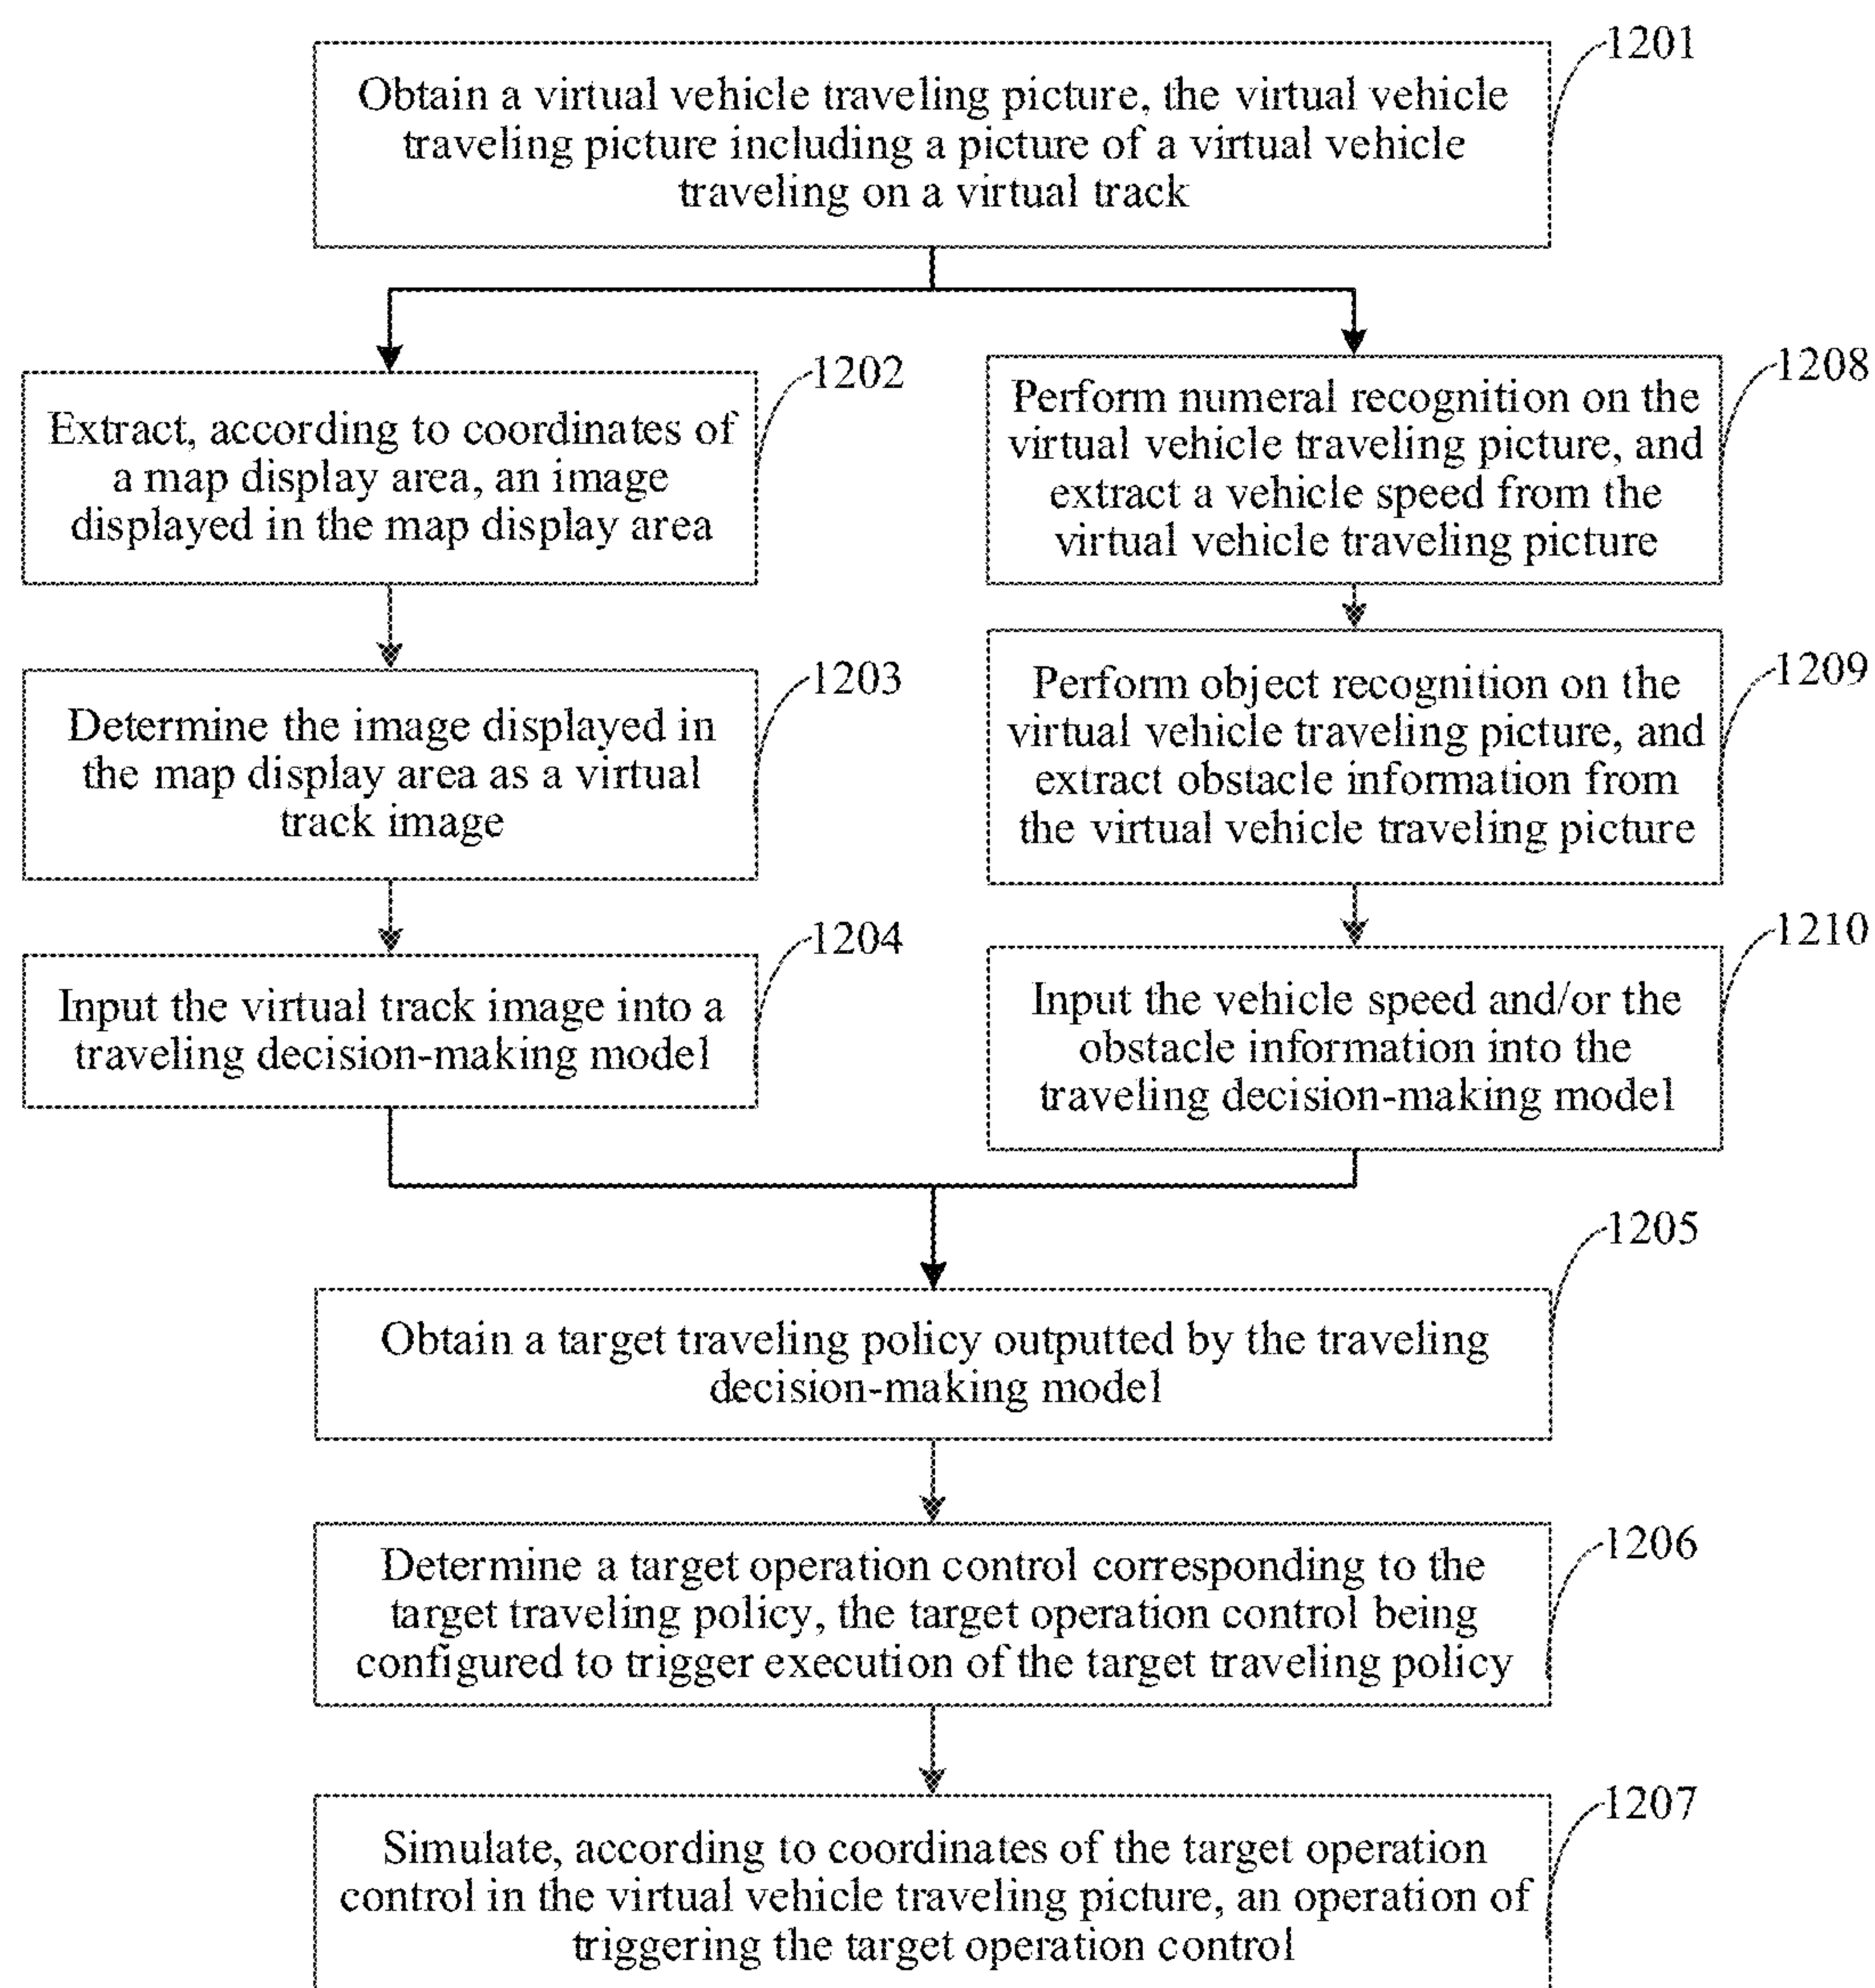 1201
Obtain a virtual vehicle traveling picture, the virtual vehicle
traveling picture including a picture of a virtual vehicle
traveling on a virtual track
1202
Extract, according to coordinates of
a map display area, an image
displayed in the map display area
1203
Determine the image displayed in
the map display area as a virtual
track image
1204
Input the virtual track image into a
traveling decision-making model
1208
Perform numeral recognition on the
virtual vehicle traveling picture, and
extract a vehicle speed from the
virtual vehicle traveling picture
1209
Perform object recognition on the
virtual vehicle traveling picture, and
extract obstacle information from
the virtual vehicle traveling picture
1210
Input the vehicle speed and/or the
obstacle information into the
traveling decision-making model
1205
Obtain a target traveling policy outputted by the traveling
decision-making model
1206
Determine a target operation control corresponding to the
target traveling policy, the target operation control being
configured to trigger execution of the target traveling policy
1207
Simulate, according to coordinates of the target operation
control in the virtual vehicle traveling picture, an operation of
triggering the target operation control